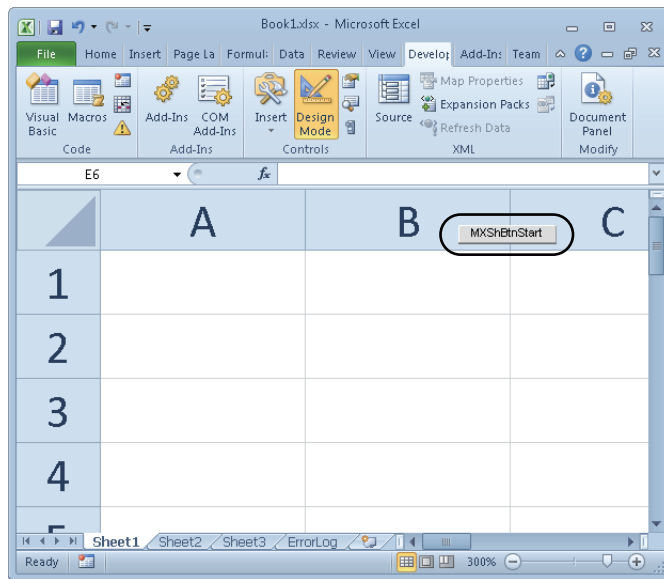 Book1.xlsx - Microsoft Excel
File Home Insert Page La Formul: Data Review View Develo; Add-In: Team
Visual Basic Macros Add-Ins COM Add-Ins Insert Design Mode Source Map Properties Expansion Packs Refresh Data Document Panel
Code Add-Ins Controls XML Modify
E6 fx
A B C
MXShBtnStart
1
2
3
4
Sheet1 Sheet2 Sheet3 ErrorLog
Ready 300%